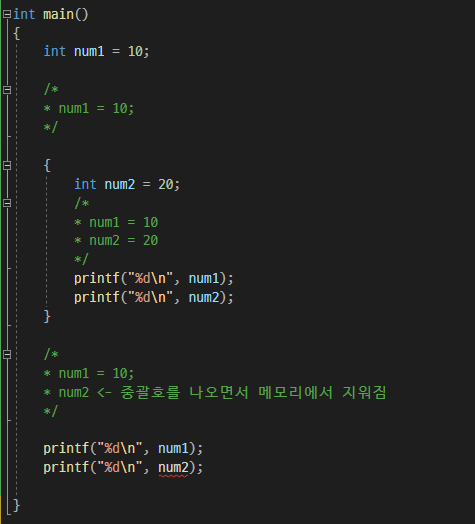 int main()
{
    int num1 = 10;

    /*
    * num1 = 10;
    */

    {
        int num2 = 20;
        /*
        * num1 = 10
        * num2 = 20
        */
        printf("%d\n", num1);
        printf("%d\n", num2);
    }

    /*
    * num1 = 10;
    * num2 <- 중괄호를 나오면서 메모리에서 지워짐
    */

    printf("%d\n", num1);
    printf("%d\n", num2);

}